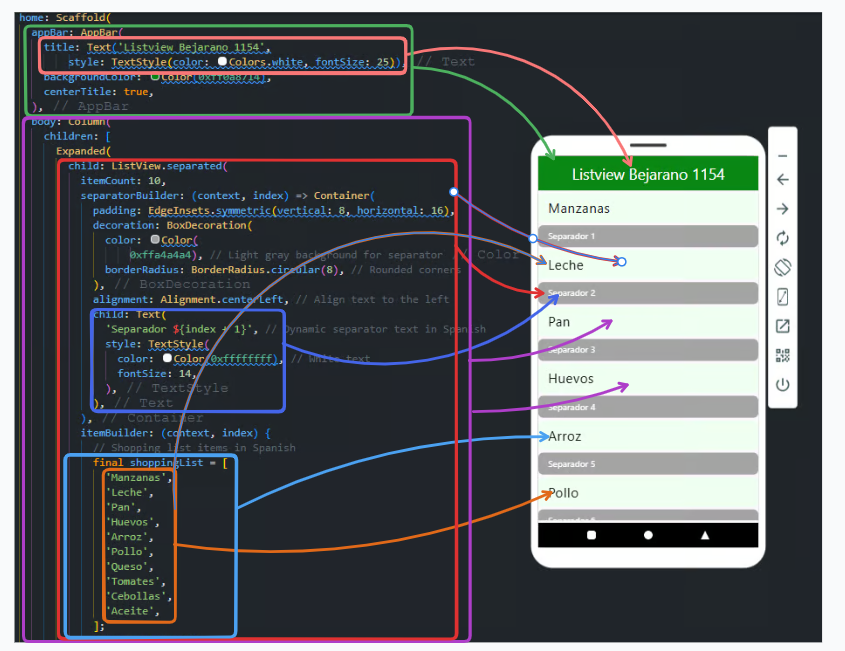 home: Scaffold(
appBar: AppBar(
title: Text('Listview Bejarano 1154',
style: TextStyle(color: Colors.white, fontSize: 25)), // Text
backgroundColor: Color(0xff0a8714),
centerTitle: true,
), // AppBar
body: Column(
children: [
Expanded(
child: ListView.separated(
itemCount: 10,
separatorBuilder: (context, index) => Container(
padding: EdgeInsets.symmetric(vertical: 8, horizontal: 16),
decoration: BoxDecoration(
color: Color(
0xffa4a4a4), // Light gray background for separator // Color
borderRadius: BorderRadius.circular(8), // Rounded corners
), // BoxDecoration
alignment: Alignment.centerLeft, // Align text to the left
child: Text(
'Separador ${index + 1}', // Dynamic separator text in Spanish
style: TextStyle(
color: Color(0xffffffff), // White text
fontSize: 14,
), // TextStyle
), // Text
), // Container
itemBuilder: (context, index) {
// Shopping list items in Spanish
final shoppingList = [
'Manzanas',
'Leche',
'Pan',
'Huevos',
'Arroz',
'Pollo',
'Queso',
'Tomates',
'Cebollas',
'Aceite',
];
Listview Bejarano 1154
Manzanas
Separador 1
Leche
Separador 2
Pan
Separador 3
Huevos
Separador 4
Arroz
Separador 5
Pollo